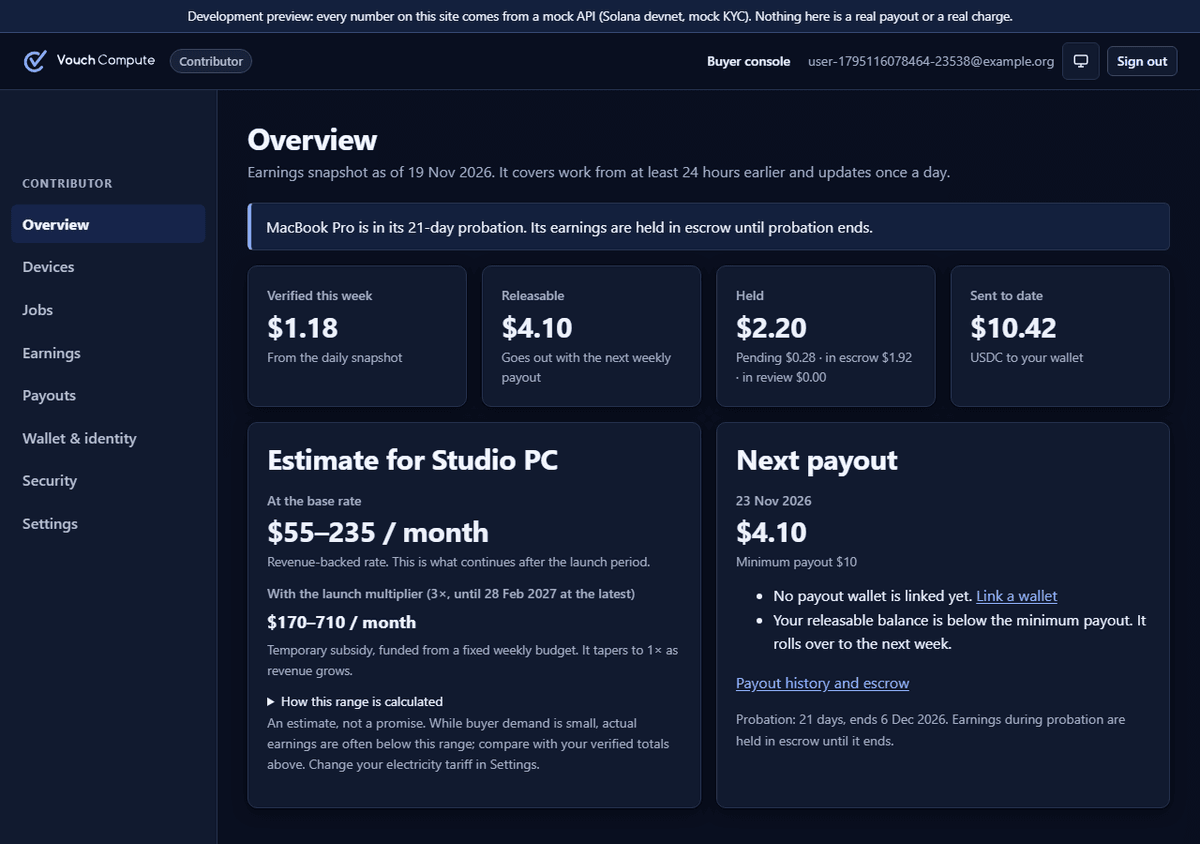 Development preview: every number on this site comes from a mock API (Solana devnet, mock KYC). Nothing here is a real payout or a real charge.
Vouch Compute
Contributor
Buyer console
user-1795116078464-23538@example.org
Sign out
CONTRIBUTOR
Overview
Devices
Jobs
Earnings
Payouts
Wallet & identity
Security
Settings
Overview
Earnings snapshot as of 19 Nov 2026. It covers work from at least 24 hours earlier and updates once a day.
MacBook Pro is in its 21-day probation. Its earnings are held in escrow until probation ends.
Verified this week
$1.18
From the daily snapshot
Releasable
$4.10
Goes out with the next weekly
payout
Held
$2.20
Pending $0.28 · in escrow $1.92
· in review $0.00
Sent to date
$10.42
USDC to your wallet
Estimate for Studio PC
At the base rate
$55–235 / month
Revenue-backed rate. This is what continues after the launch period.
With the launch multiplier (3×, until 28 Feb 2027 at the latest)
$170–710 / month
Temporary subsidy, funded from a fixed weekly budget. It tapers to 1× as
revenue grows.
How this range is calculated
An estimate, not a promise. While buyer demand is small, actual
earnings are often below this range; compare with your verified totals
above. Change your electricity tariff in Settings.
Next payout
23 Nov 2026
$4.10
Minimum payout $10
No payout wallet is linked yet. Link a wallet
Your releasable balance is below the minimum payout. It
rolls over to the next week.
Payout history and escrow
Probation: 21 days, ends 6 Dec 2026. Earnings during probation are
held in escrow until it ends.